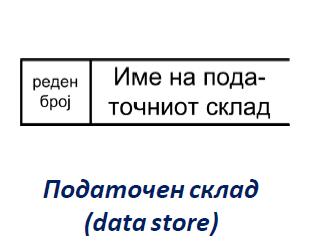 реден
број
Име на пода-
точниот склад
Податочен склад
(data store)